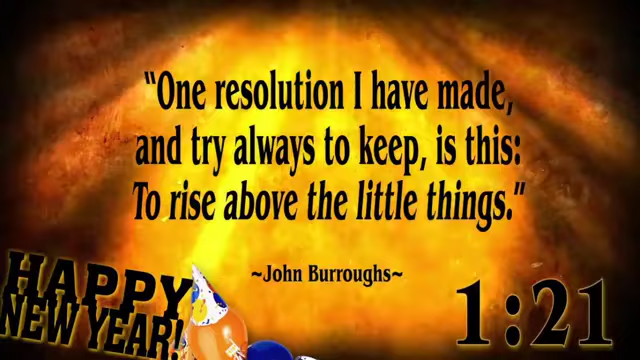 “One resolution I have made,
and try always to keep, is this:
To rise above the little things.”
~John Burroughs~
HAPPY
NEW YEAR!
1:21